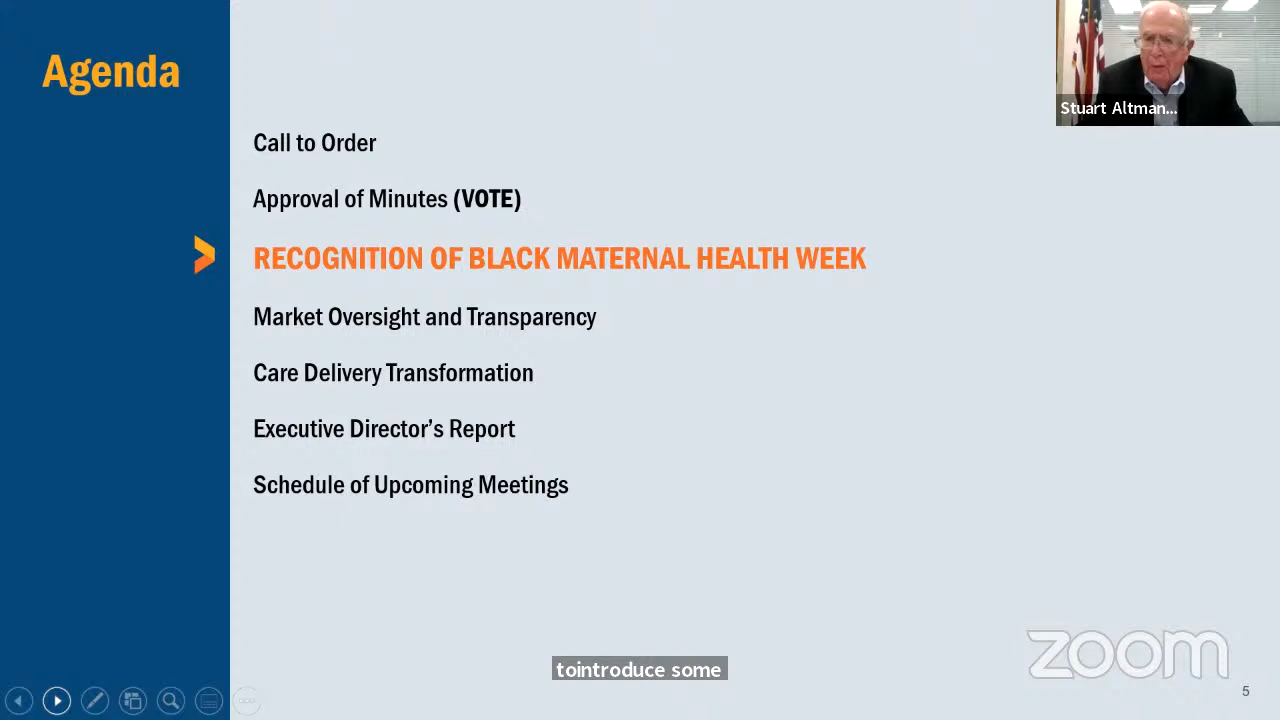 Agenda
Stuart Altman...
Call to Order
Approval of Minutes (VOTE)
RECOGNITION OF BLACK MATERNAL HEALTH WEEK
Market Oversight and Transparency
Care Delivery Transformation
Executive Director’s Report
Schedule of Upcoming Meetings
tointroduce some
zoom
5